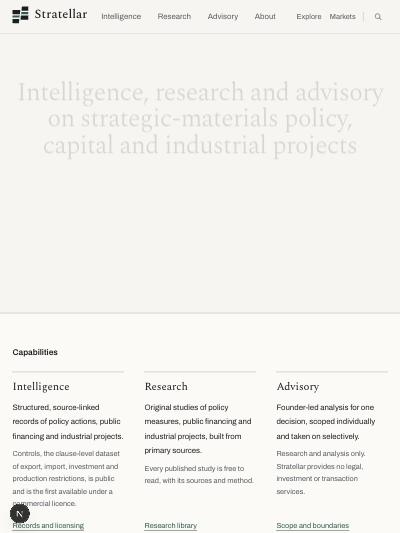 Stratellar
Intelligence Research Advisory About Explore Markets
Intelligence, research and advisory
on strategic-materials policy,
capital and industrial projects
Capabilities
Intelligence
Structured, source-linked
records of policy actions, public
financing and industrial projects.
Controls, the clause-level dataset
of export, import, investment and
production restrictions, is public
and is the first available under a
commercial licence.
Records and licensing
Research
Original studies of policy
measures, public financing and
industrial projects, built from
primary sources.
Every published study is free to
read, with its sources and method.
Research library
Advisory
Founder-led analysis for one
decision, scoped individually
and taken on selectively.
Research and analysis only.
Stratellar provides no legal,
investment or transaction
services.
Scope and boundaries
N